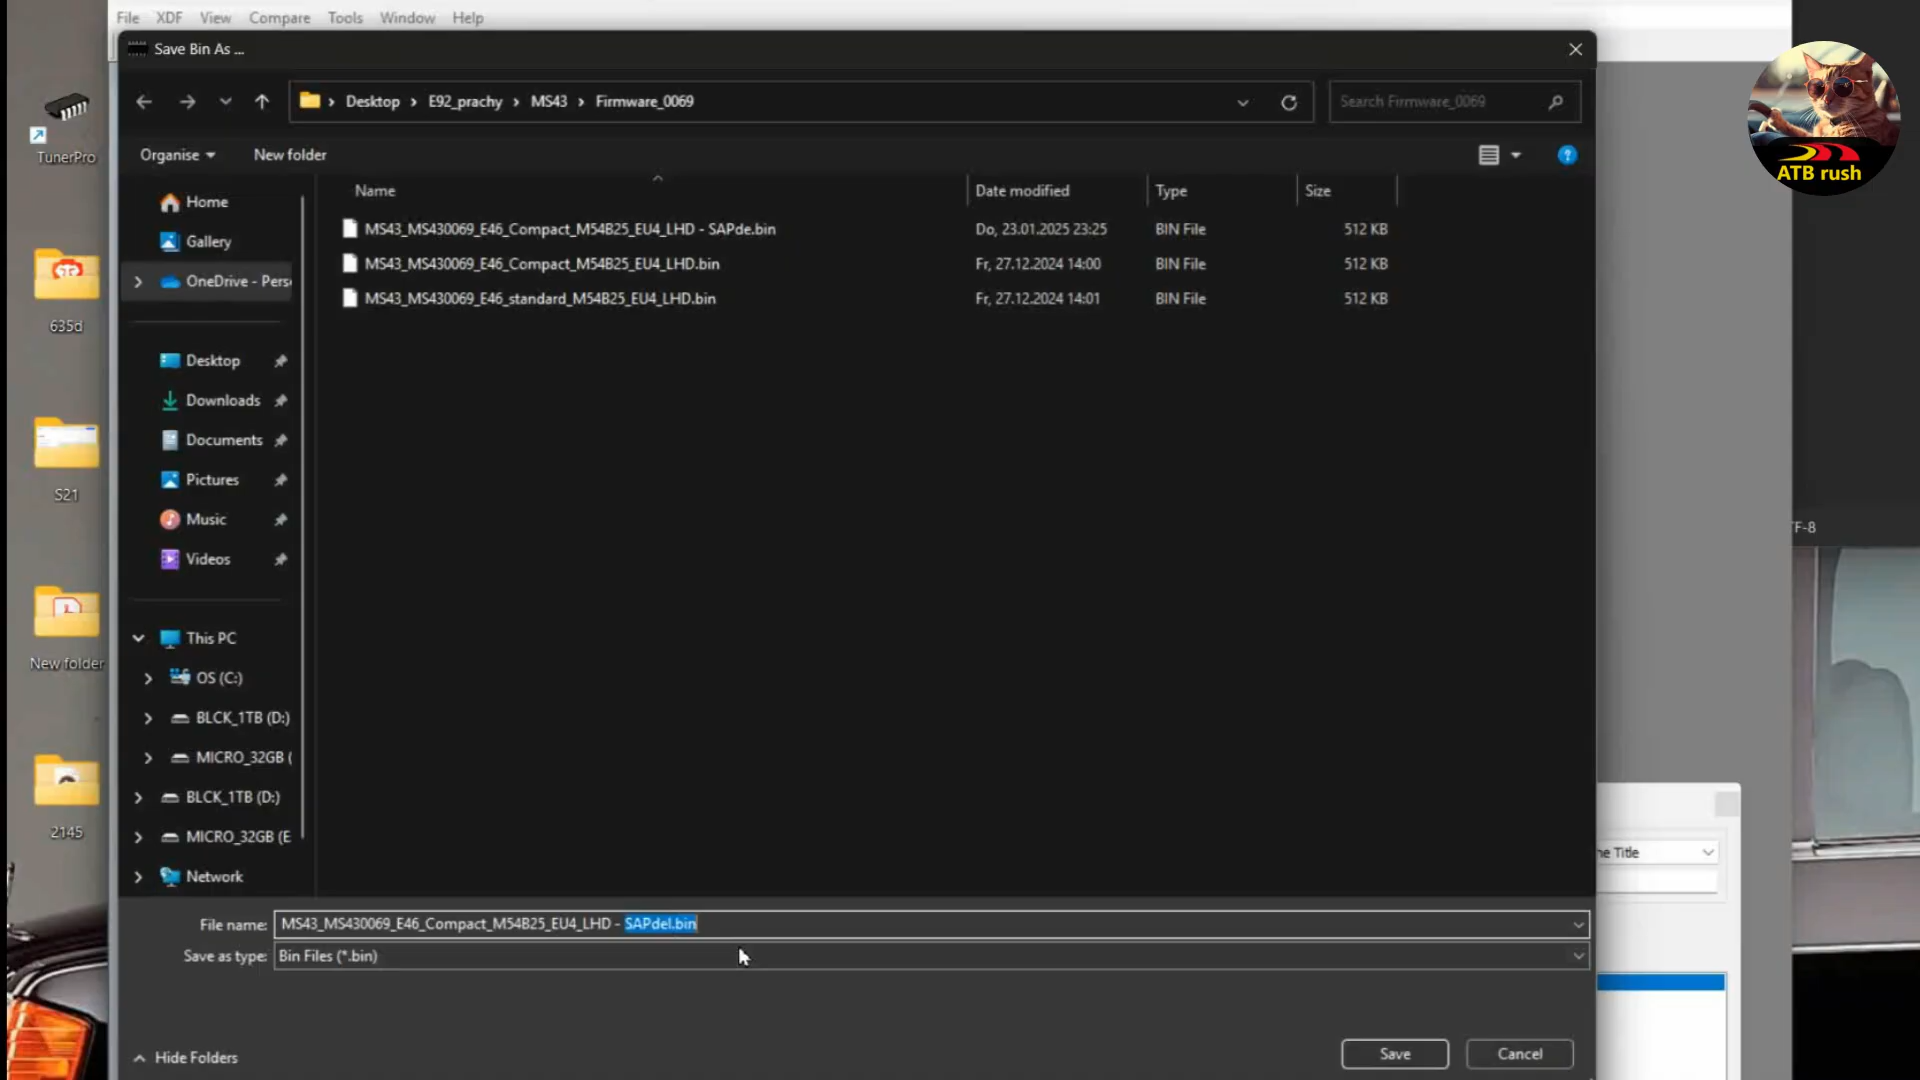 File XDF View Compare Tools Window Help
Save Bin As ...
Desktop > E92_prachy > MS43 > Firmware_0069
Search Firmware_0069
Organise New folder
Name Date modified Type Size
MS43_MS430069_E46_Compact_M54B25_EU4_LHD - SAPde.bin Do, 23.01.2025 23:25 BIN File 512 KB
MS43_MS430069_E46_Compact_M54B25_EU4_LHD.bin Fr, 27.12.2024 14:00 BIN File 512 KB
MS43_MS430069_E46_standard_M54B25_EU4_LHD.bin Fr, 27.12.2024 14:01 BIN File 512 KB
Home
Gallery
OneDrive - Pers
Desktop
Downloads
Documents
Pictures
Music
Videos
This PC
OS (C:)
BLCK_1TB (D:)
MICRO_32GB (
BLCK_1TB (D:)
MICRO_32GB (E
Network
File name: MS43_MS430069_E46_Compact_M54B25_EU4_LHD - SAPdel.bin
Save as type: Bin Files (*.bin)
Hide Folders
Save Cancel
TunerPro
635d
S21
New folder
2145
ATB rush
TF-8
ne Title